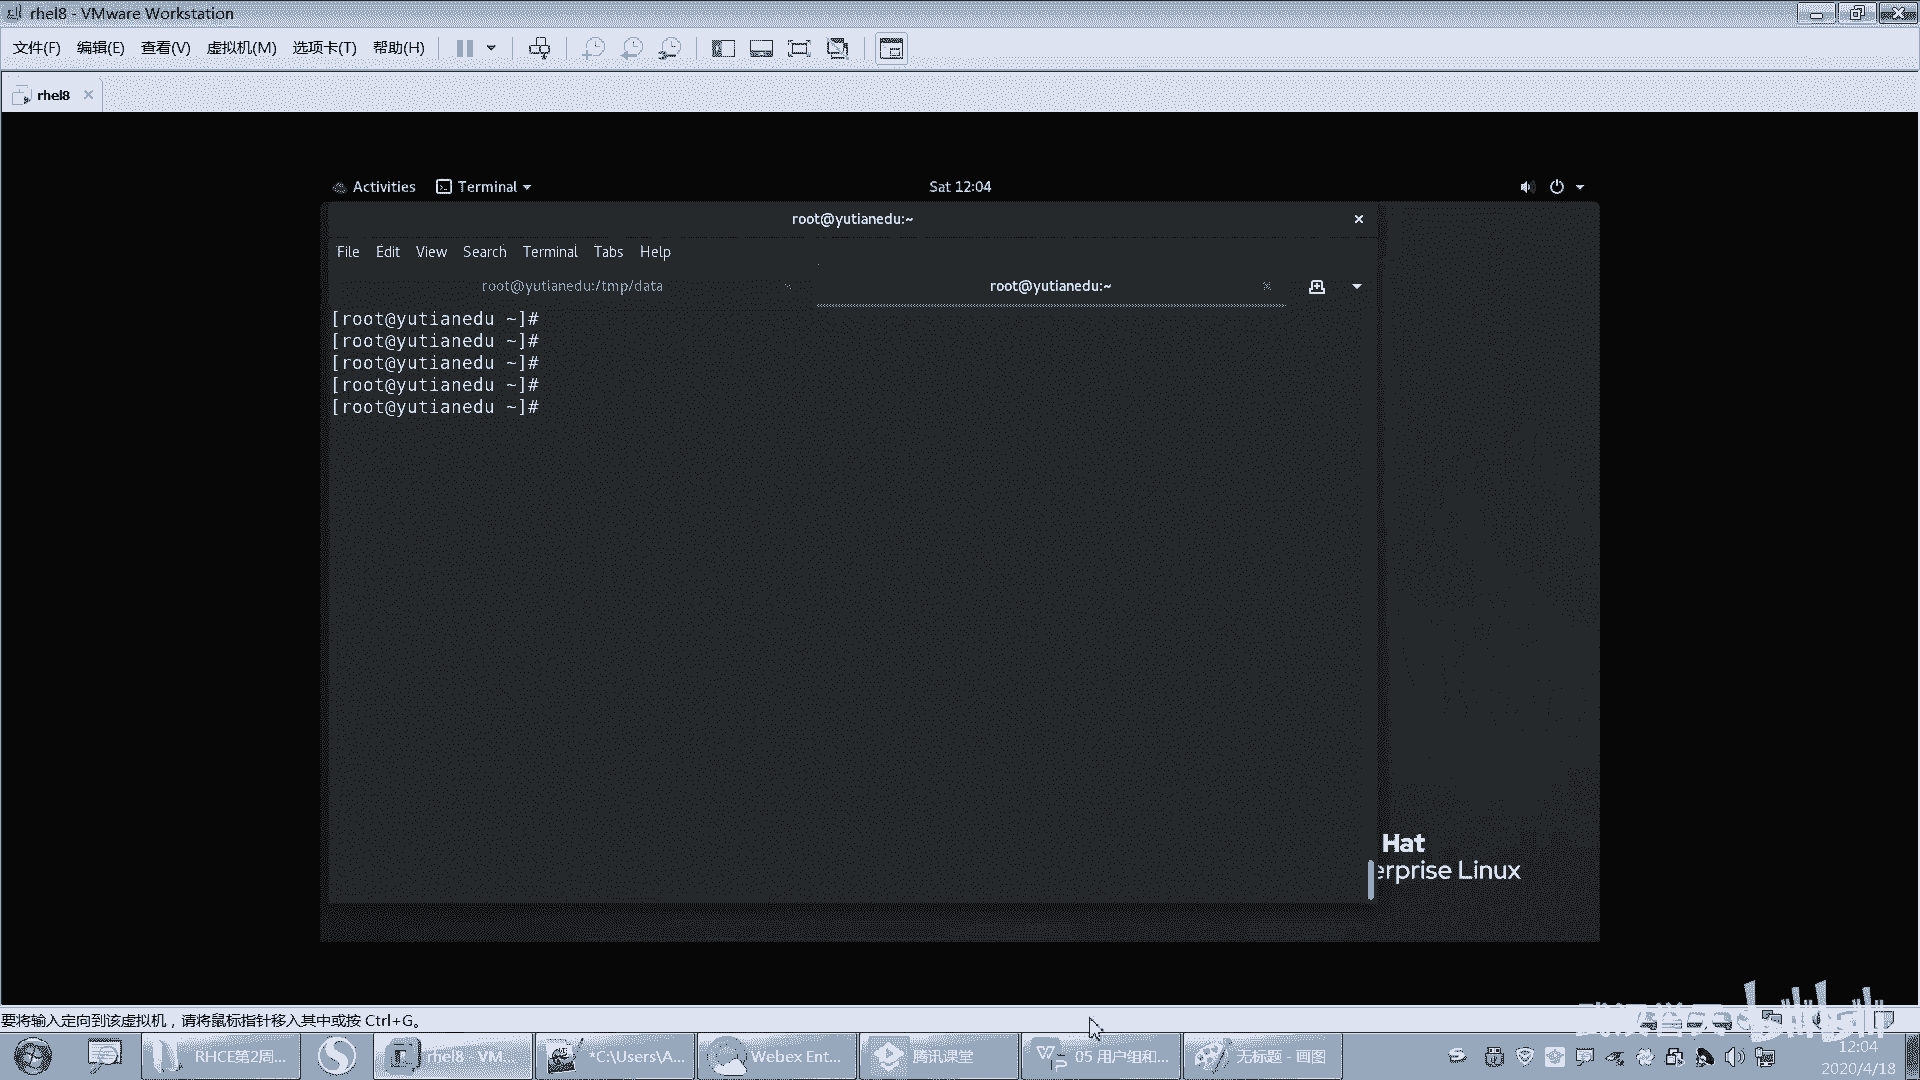 rhel8 - VMware Workstation
文件(F) 编辑(E) 查看(V) 虚拟机(M) 选项卡(T) 帮助(H)
rhel8
Activities Terminal Sat 12:04
root@yutianedu:~
File Edit View Search Terminal Tabs Help
root@yutianedu:/tmp/data root@yutianedu:~
[root@yutianedu ~]#
[root@yutianedu ~]#
[root@yutianedu ~]#
[root@yutianedu ~]#
[root@yutianedu ~]#
Hat
erprise Linux
要将输入定向到该虚拟机，请将鼠标指针移入其中或按 Ctrl+G。
RHCE第2周... rhel8 - VM... *C:\Users\A... Webex Ent... 腾讯课堂 05 用户组和... 无标题 - 画图
12:04
2020/4/18